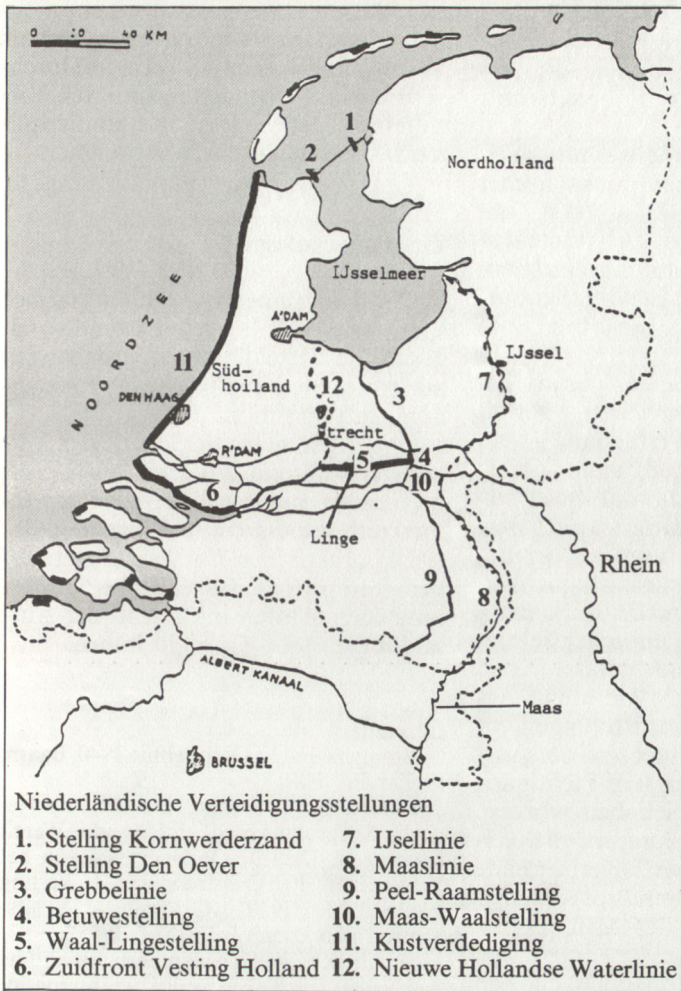 0 20 40 KM
1
2
Nordholland
IJsselmeer
NOORDZEE
A'DAM
IJssel
11
Süd-
holland
12
3
7
DEN HAAG
trecht
R'DAM
5
4
6
10
Linge
Rhein
9
8
ALBERT KANAAL
Maas
BRUSSEL
Niederländische Verteidigungsstellungen
1. Stelling Kornwerderzand
2. Stelling Den Oever
3. Grebbelinie
4. Betuwestelling
5. Waal-Lingestelling
6. Zuidfront Vesting Holland
7. IJsellinie
8. Maaslinie
9. Peel-Raamstelling
10. Maas-Waalstelling
11. Kustverdediging
12. Nieuwe Hollandse Waterlinie